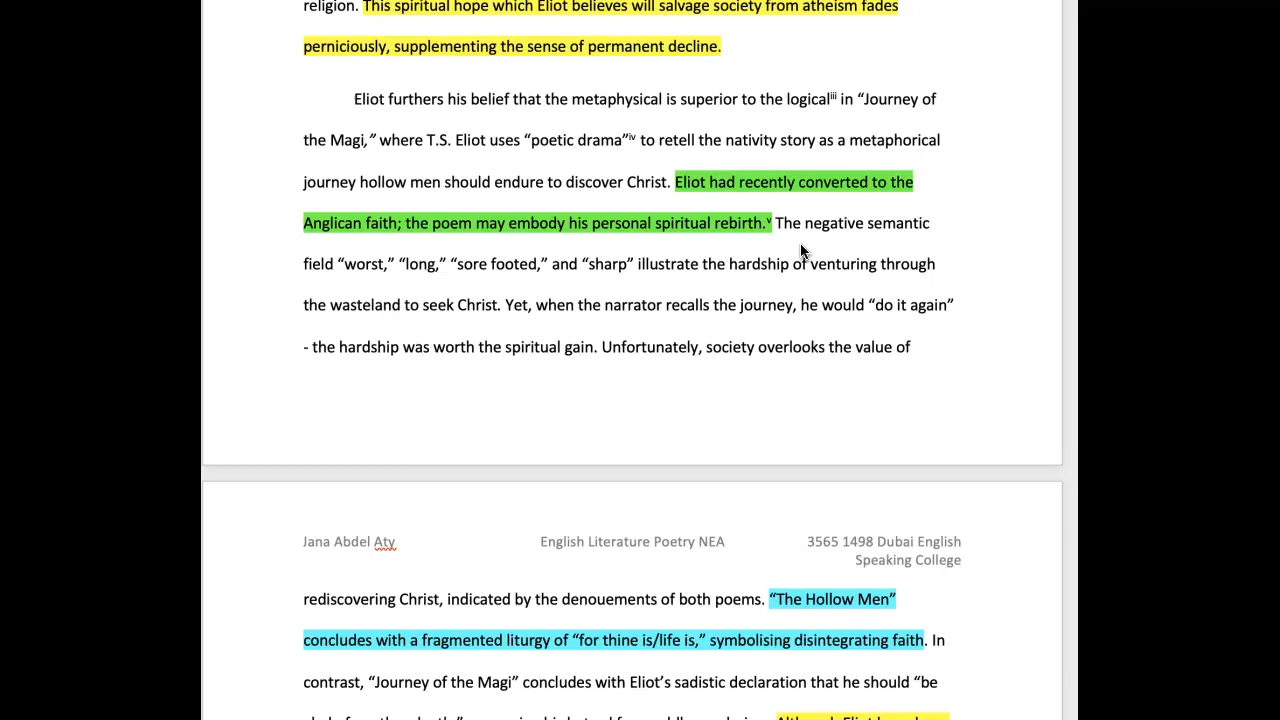 religion. This spiritual hope which Eliot believes will salvage society from atheism fades
perniciously, supplementing the sense of permanent decline.
Eliot furthers his belief that the metaphysical is superior to the logicaliii in “Journey of
the Magi,” where T.S. Eliot uses “poetic drama”iv to retell the nativity story as a metaphorical
journey hollow men should endure to discover Christ. Eliot had recently converted to the
Anglican faith; the poem may embody his personal spiritual rebirth.v The negative semantic
field “worst,” “long,” “sore footed,” and “sharp” illustrate the hardship of venturing through
the wasteland to seek Christ. Yet, when the narrator recalls the journey, he would “do it again”
- the hardship was worth the spiritual gain. Unfortunately, society overlooks the value of
Jana Abdel Aty
English Literature Poetry NEA
3565 1498 Dubai English
Speaking College
rediscovering Christ, indicated by the denouements of both poems. “The Hollow Men”
concludes with a fragmented liturgy of “for thine is/life is,” symbolising disintegrating faith. In
contrast, “Journey of the Magi” concludes with Eliot’s sadistic declaration that he should “be